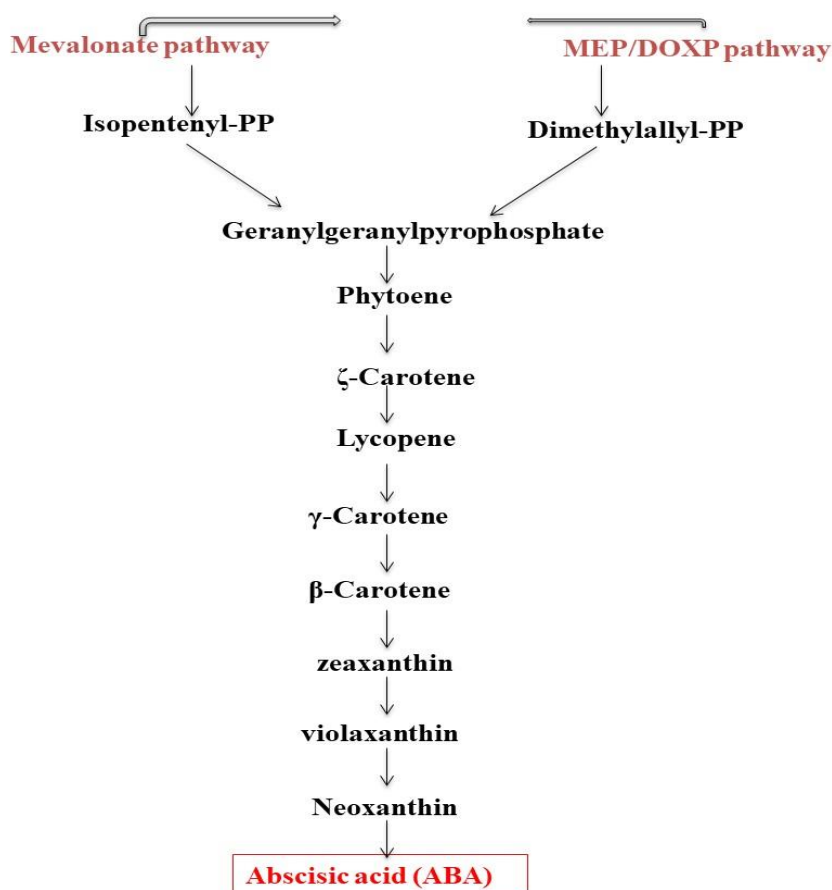 Mevalonate pathway
MEP/DOXP pathway
Isopentenyl-PP
Dimethylallyl-PP
Geranylgeranylpyrophosphate
Phytoene
ζ-Carotene
Lycopene
γ-Carotene
β-Carotene
zeaxanthin
violaxanthin
Neoxanthin
Abscisic acid (ABA)